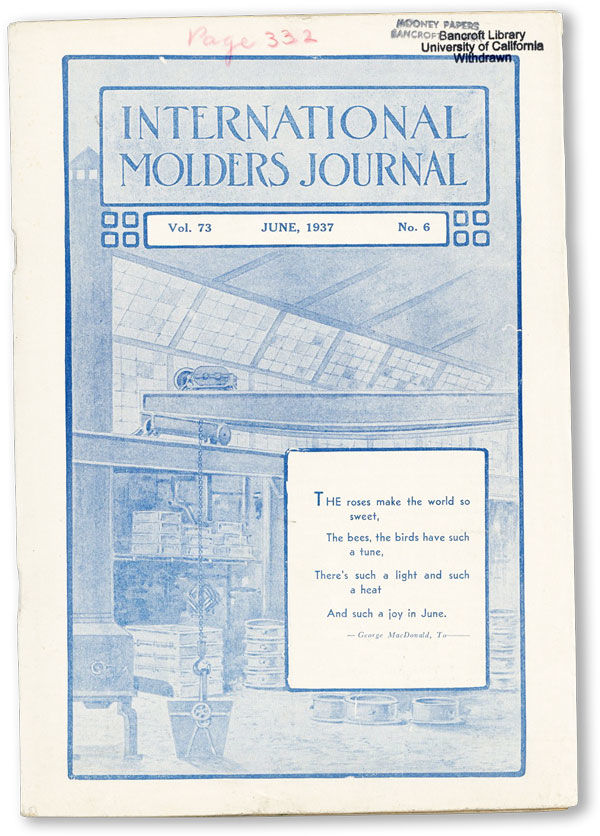 Page 332
MOONEY PAPERS
BANCROFT
Bancroft Library
University of California
Withdrawn
INTERNATIONAL
MOLDERS JOURNAL
Vol. 73 JUNE, 1937 No. 6
THE roses make the world so
sweet,
The bees, the birds have such
a tune,
There's such a light and such
a heat
And such a joy in June.
—George MacDonald, To——